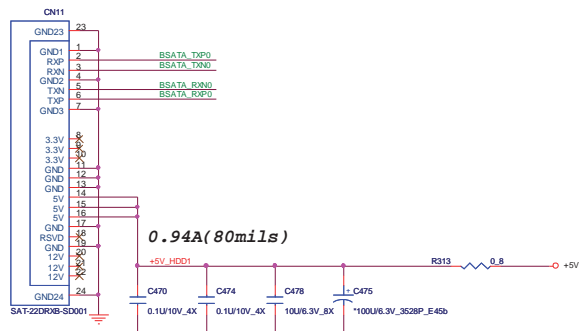 CN11
GND23 23
GND1 1
RXP 2 BSATA_TXP0
RXN 3 BSATA_TXN0
GND2 4
TXN 5 BSATA_RXN0
TXP 6 BSATA_RXP0
GND3 7
3.3V 8
3.3V 9
3.3V 10
GND 11
GND 12
GND 13
5V 14
5V 15
5V 16
GND 17
RSVD 18
GND 19
12V 20
12V 21
12V 22
GND24 24
SAT-22DRXB-SD001
0.94A(80mils)
+5V_HDD1
R313 0_8 +5V
C470
0.1U/10V_4X
C474
0.1U/10V_4X
C478
10U/6.3V_8X
+ C475
*100U/6.3V_3528P_E45b